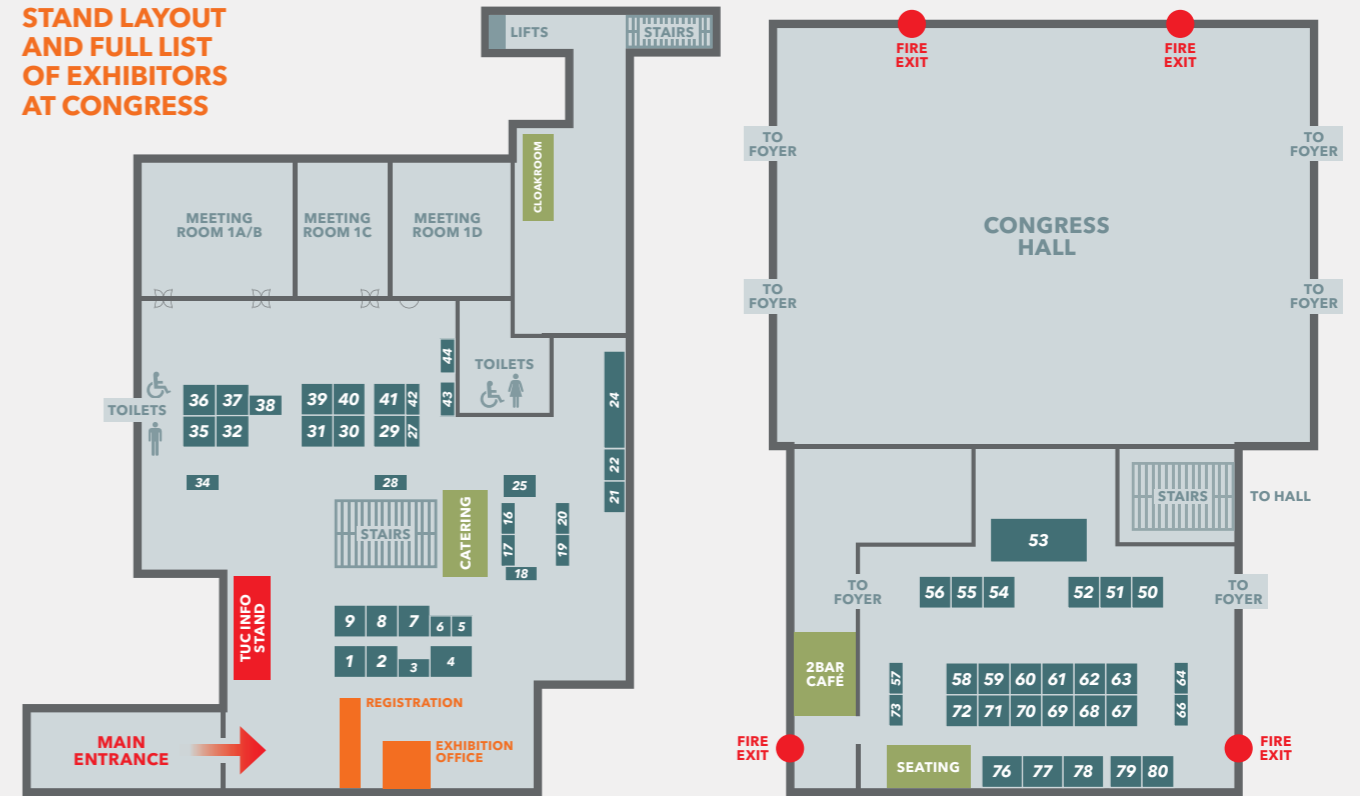 STAND LAYOUT
AND FULL LIST
OF EXHIBITORS
AT CONGRESS
LIFTS
STAIRS
CLOAKROOM
MEETING
ROOM 1A/B
MEETING
ROOM 1C
MEETING
ROOM 1D
TOILETS
TOILETS
44
43
36
37
38
39
40
41
42
35
32
31
30
29
27
24
22
21
34
28
25
STAIRS
CATERING
16
20
17
19
18
TUC INFO
STAND
9
8
7
6
5
1
2
3
4
REGISTRATION
EXHIBITION
OFFICE
MAIN
ENTRANCE
FIRE
EXIT
FIRE
EXIT
TO
FOYER
TO
FOYER
CONGRESS
HALL
TO
FOYER
TO
FOYER
STAIRS
TO HALL
53
TO
FOYER
56
55
54
52
51
50
TO
FOYER
2BAR
CAFÉ
57
58
59
60
61
62
63
64
73
72
71
70
69
68
67
66
FIRE
EXIT
FIRE
EXIT
SEATING
76
77
78
79
80